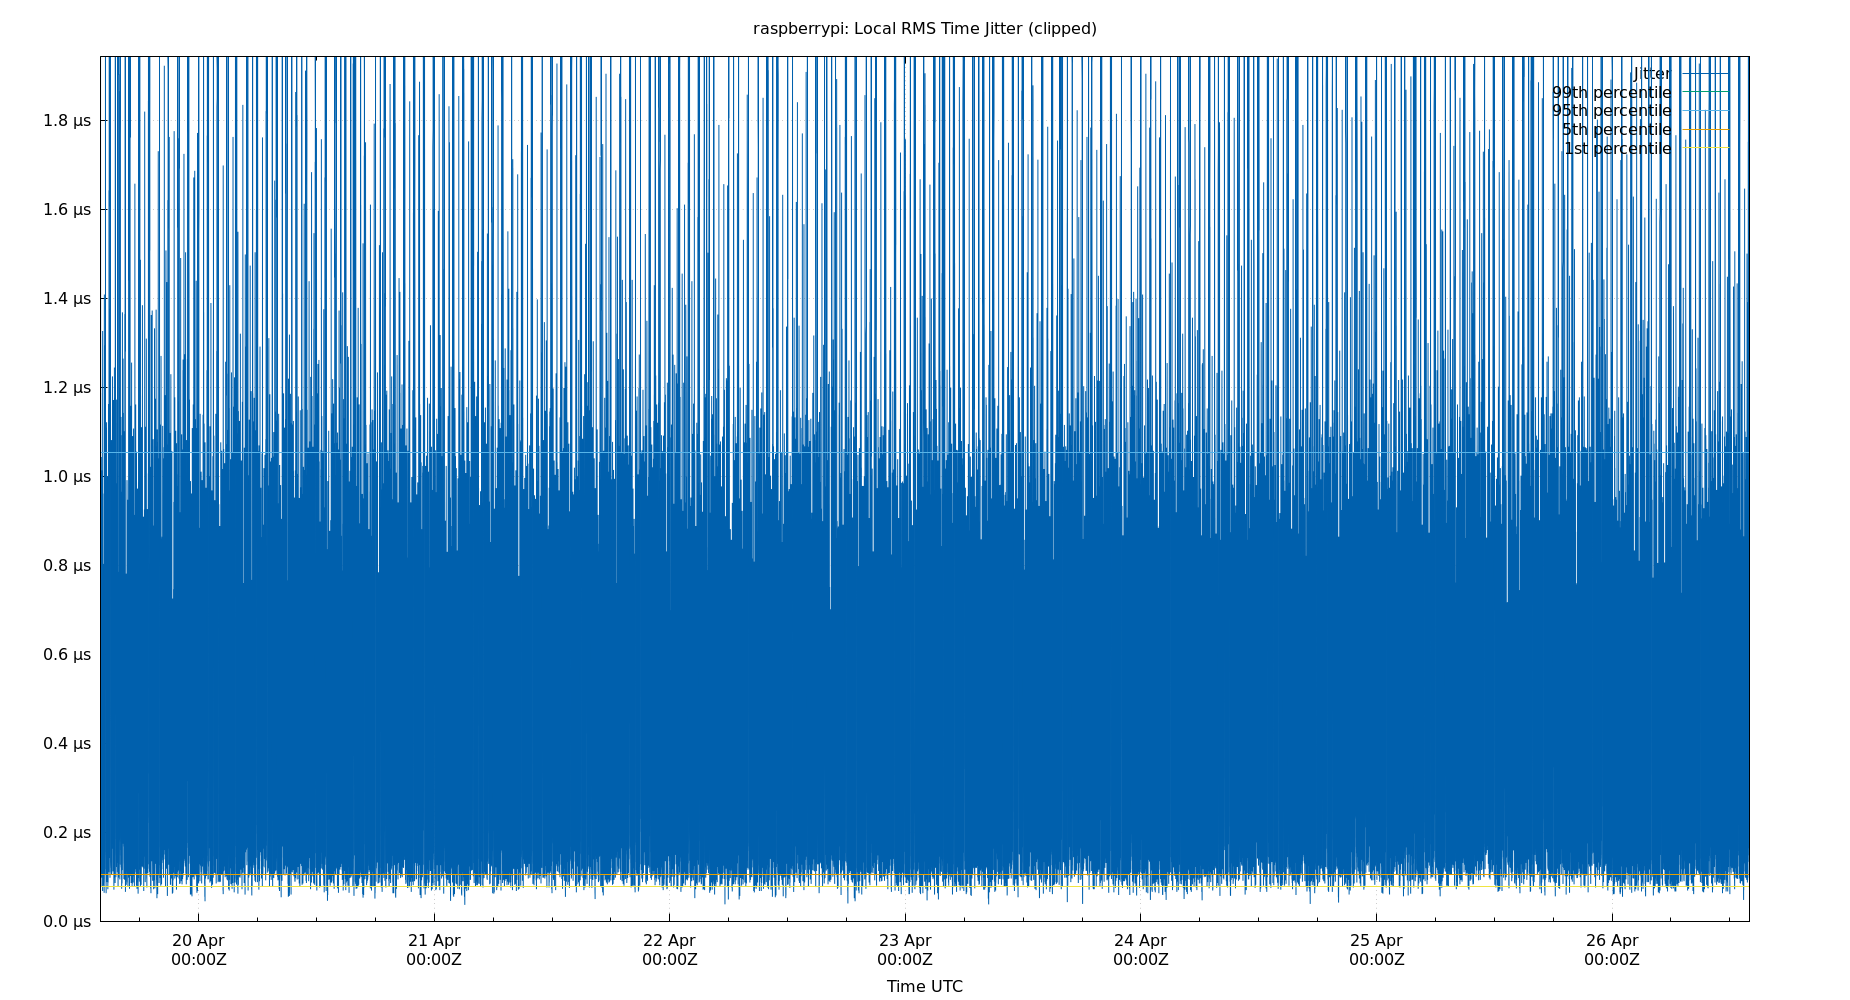 raspberrypi: Local RMS Time Jitter (clipped)
Jitter
99th percentile
95th percentile
5th percentile
1st percentile
1.8 µs
1.6 µs
1.4 µs
1.2 µs
1.0 µs
0.8 µs
0.6 µs
0.4 µs
0.2 µs
0.0 µs
20 Apr 21 Apr 22 Apr 23 Apr 24 Apr 25 Apr 26 Apr
00:00Z 00:00Z 00:00Z 00:00Z 00:00Z 00:00Z 00:00Z
Time UTC